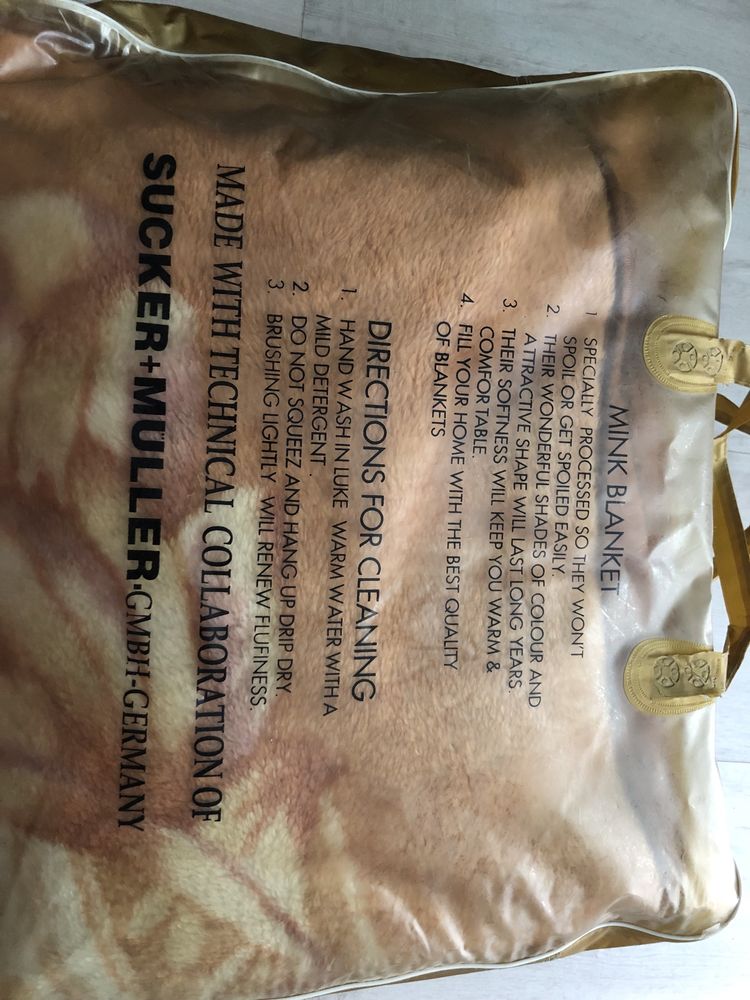 MINK BLANKET
1 SPECIALLY PROCESSED SO THEY WON'T
SPOIL OR GET SPOILED EASILY.
2. THEIR WONDERFUL SHADES OF COLOUR AND
ATTRACTIVE SHAPE WILL LAST LONG YEARS.
3. THEIR SOFTNESS WILL KEEP YOU WARM &
COMFORTABLE.
4. FILL YOUR HOME WITH THE BEST QUALITY
OF BLANKETS
DIRECTIONS FOR CLEANING
1. HAND WASH IN LUKE WARM WATER WITH A
MILD DETERGENT
2. DO NOT SQUEEZ AND HANG UP DRIP DRY.
3. BRUSHING LIGHTLY WILL RENEW FLUFINESS.
MADE WITH TECHNICAL COLLABORATION OF
SUCKER+MÜLLER-GMBH-GERMANY